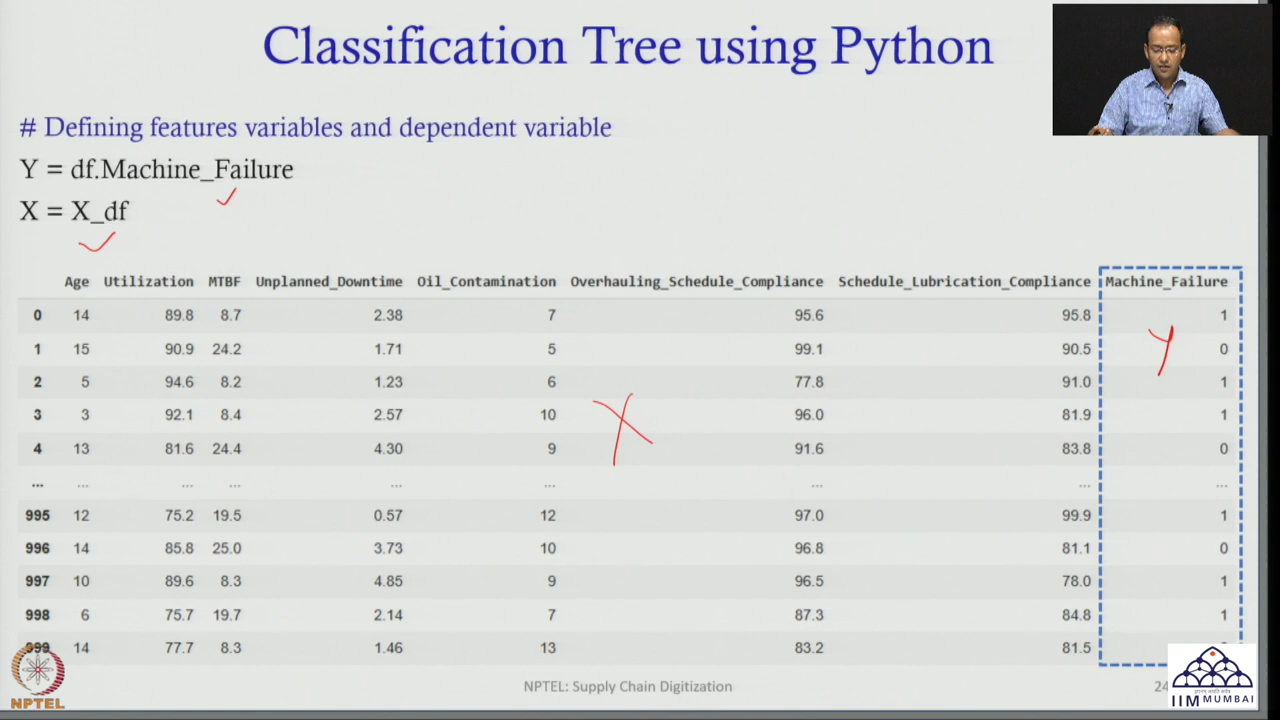 Classification Tree using Python
# Defining features variables and dependent variable
Y = df.Machine_Failure
X = X_df
Age Utilization MTBF Unplanned_Downtime Oil_Contamination Overhauling_Schedule_Compliance Schedule_Lubrication_Compliance Machine_Failure
0 14 89.8 8.7 2.38 7 95.6 95.8 1
1 15 90.9 24.2 1.71 5 99.1 90.5 0
2 5 94.6 8.2 1.23 6 77.8 91.0 1
3 3 92.1 8.4 2.57 10 96.0 81.9 1
4 13 81.6 24.4 4.30 9 91.6 83.8 0
... ... ... ... ... ... ... ... ...
995 12 75.2 19.5 0.57 12 97.0 99.9 1
996 14 85.8 25.0 3.73 10 96.8 81.1 0
997 10 89.6 8.3 4.85 9 96.5 78.0 1
998 6 75.7 19.7 2.14 7 87.3 84.8 1
999 14 77.7 8.3 1.46 13 83.2 81.5
X
Y
NPTEL
NPTEL: Supply Chain Digitization
24
IIM MUMBAI